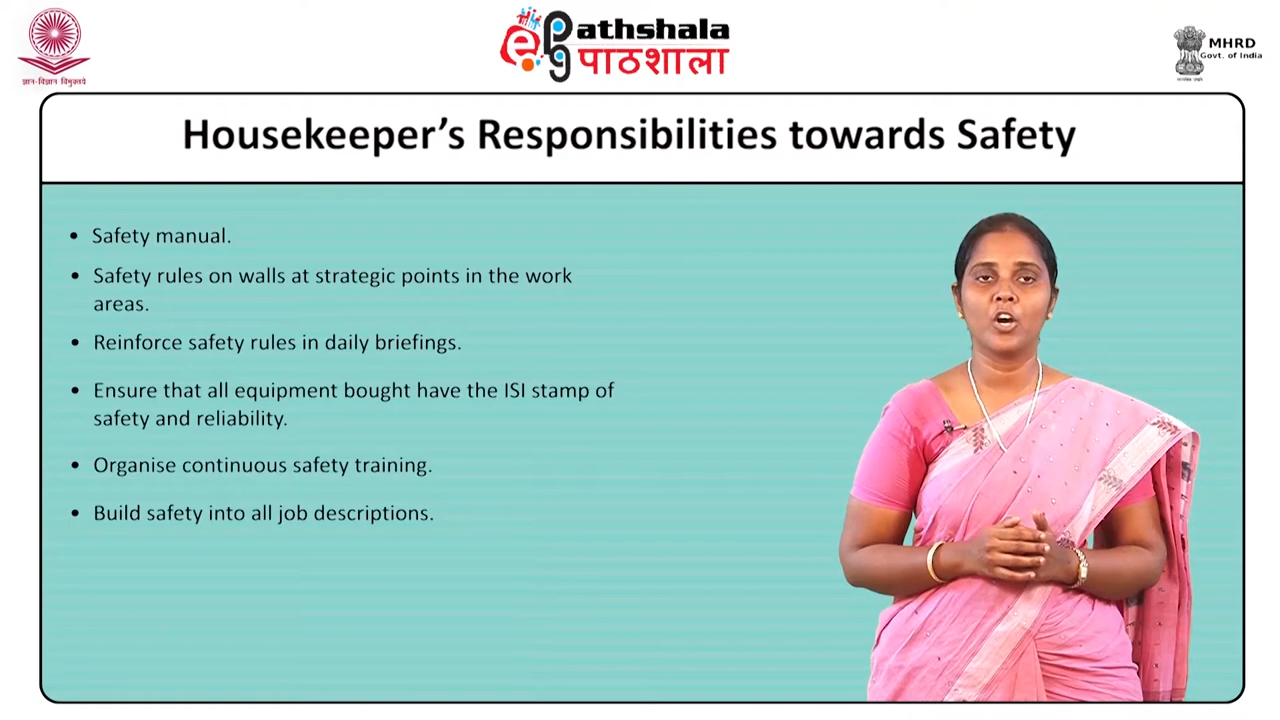 ज्ञान-विज्ञान विमुक्तये
epgathshala
पाठशाला
MHRD
Govt. of India
Housekeeper’s Responsibilities towards Safety
• Safety manual.
• Safety rules on walls at strategic points in the work
areas.
• Reinforce safety rules in daily briefings.
• Ensure that all equipment bought have the ISI stamp of
safety and reliability.
• Organise continuous safety training.
• Build safety into all job descriptions.